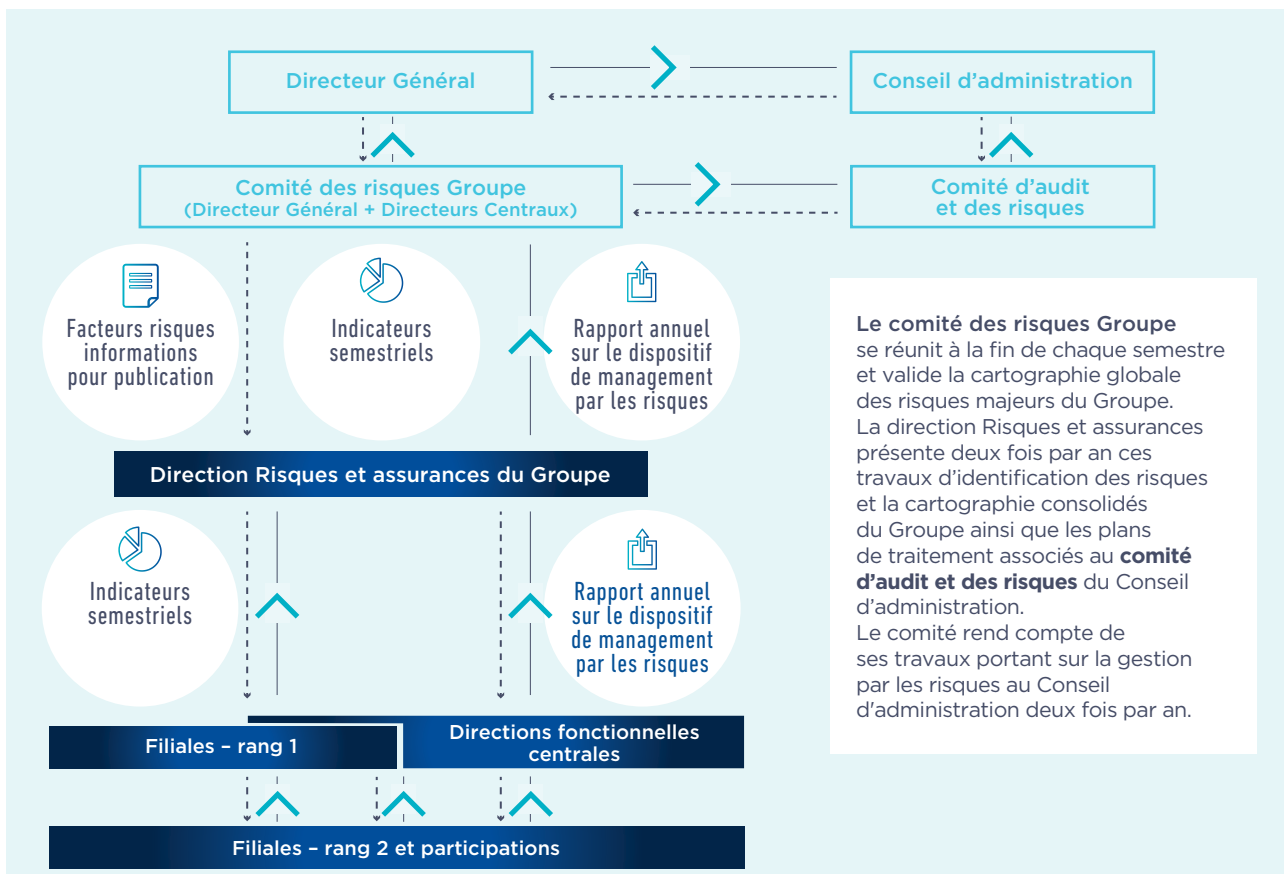 Directeur Général
Conseil d'administration
Comité des risques Groupe
(Directeur Général + Directeurs Centraux)
Comité d'audit
et des risques
Facteurs risques
informations
pour publication
Indicateurs
semestriels
Rapport annuel
sur le dispositif
de management
par les risques
Direction Risques et assurances du Groupe
Indicateurs
semestriels
Rapport annuel
sur le dispositif
de management
par les risques
Filiales – rang 1
Directions fonctionnelles
centrales
Filiales – rang 2 et participations
Le comité des risques Groupe
se réunit à la fin de chaque semestre
et valide la cartographie globale
des risques majeurs du Groupe.
La direction Risques et assurances
présente deux fois par an ces
travaux d'identification des risques
et la cartographie consolidés
du Groupe ainsi que les plans
de traitement associés au comité
d'audit et des risques du Conseil
d'administration.
Le comité rend compte de
ses travaux portant sur la gestion
par les risques au Conseil
d'administration deux fois par an.